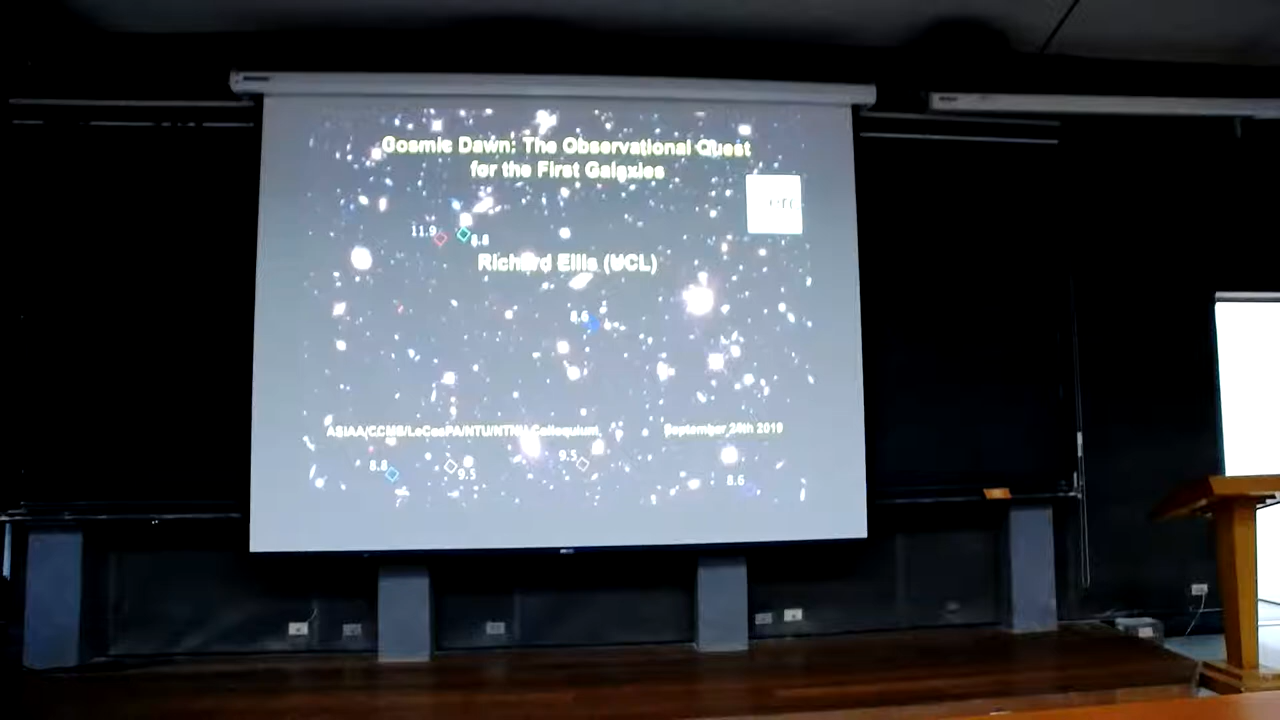 Cosmic Dawn: The Observational Quest
for the First Galaxies
erc
11.9
8.8
Richard Ellis (UCL)
8.6
ASIAA/CCMS/LeCosPA/NTU/NTNU Colloquium
September 24th 2019
8.8
9.5
9.5
8.6